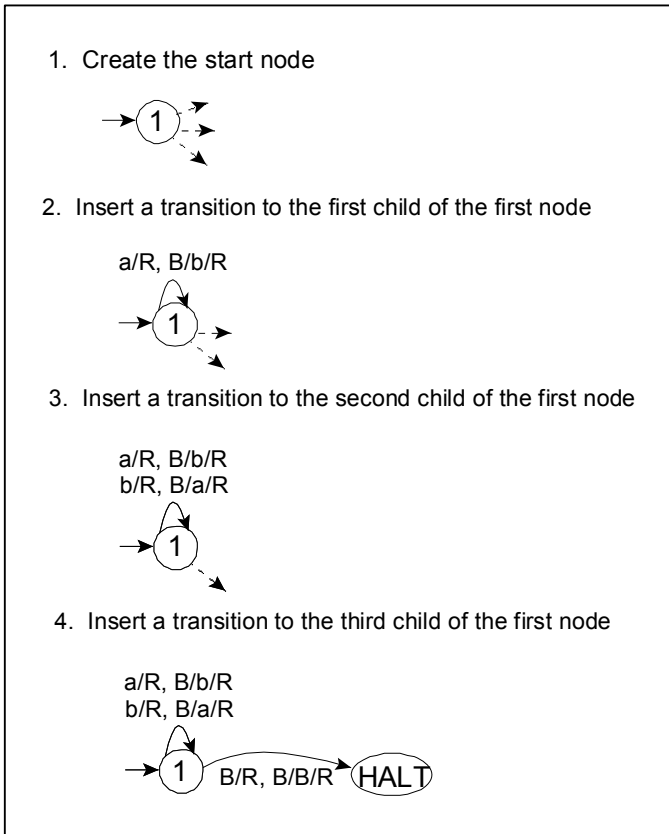 1. Create the start node
1
2. Insert a transition to the first child of the first node
a/R, B/b/R
1
3. Insert a transition to the second child of the first node
a/R, B/b/R
b/R, B/a/R
1
4. Insert a transition to the third child of the first node
a/R, B/b/R
b/R, B/a/R
1 B/R, B/B/R HALT